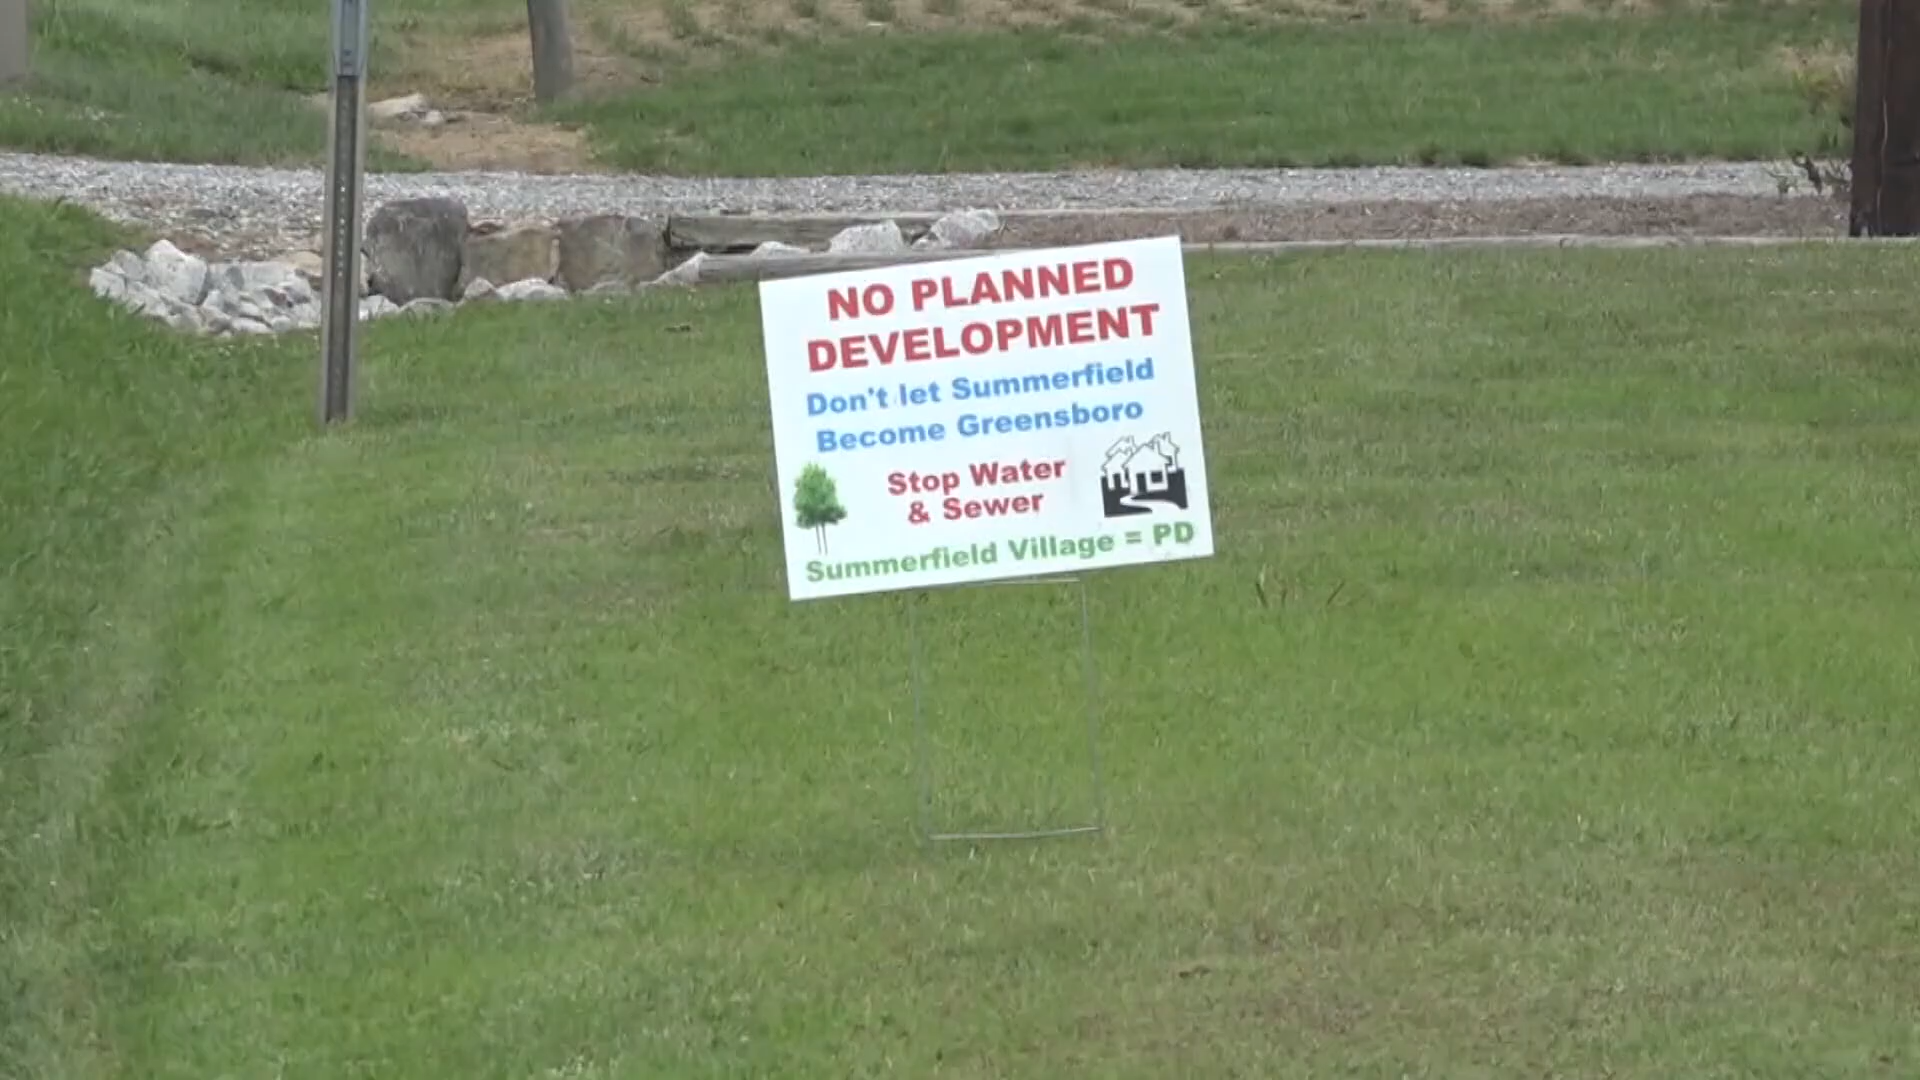 NO PLANNED
DEVELOPMENT
Don't let Summerfield
Become Greensboro
Stop Water
& Sewer
Summerfield Village = PD